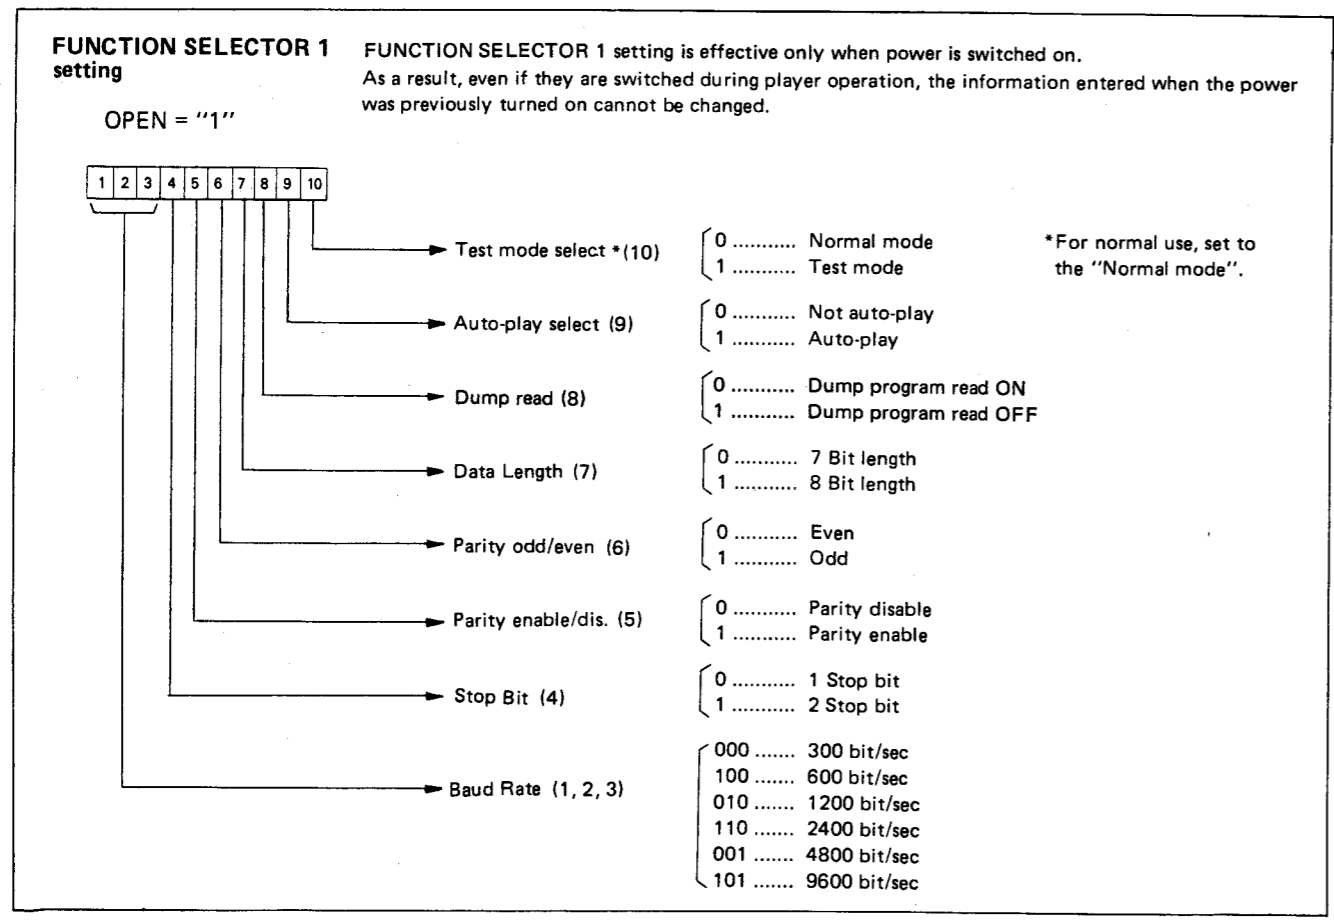 FUNCTION SELECTOR 1
setting
FUNCTION SELECTOR 1 setting is effective only when power is switched on.
As a result, even if they are switched during player operation, the information entered when the power
was previously turned on cannot be changed.
OPEN = "1"
1 2 3 4 5 6 7 8 9 10
Test mode select *(10)
0 ........... Normal mode
1 ........... Test mode
*For normal use, set to
the "Normal mode".
Auto-play select (9)
0 ........... Not auto-play
1 ........... Auto-play
Dump read (8)
0 ........... Dump program read ON
1 ........... Dump program read OFF
Data Length (7)
0 ........... 7 Bit length
1 ........... 8 Bit length
Parity odd/even (6)
0 ........... Even
1 ........... Odd
Parity enable/dis. (5)
0 ........... Parity disable
1 ........... Parity enable
Stop Bit (4)
0 ........... 1 Stop bit
1 ........... 2 Stop bit
Baud Rate (1, 2, 3)
000 ....... 300 bit/sec
100 ....... 600 bit/sec
010 ....... 1200 bit/sec
110 ....... 2400 bit/sec
001 ....... 4800 bit/sec
101 ....... 9600 bit/sec